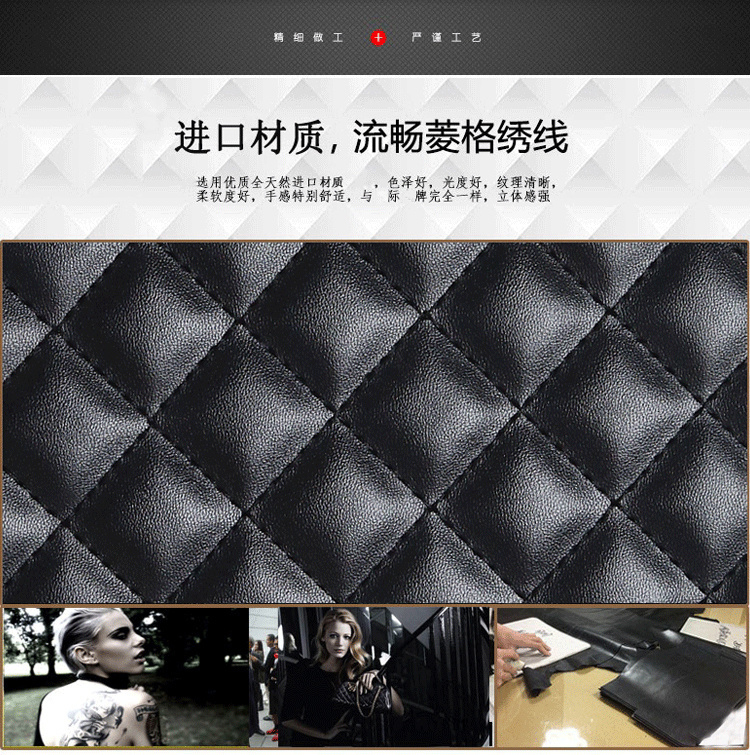 精细做工 + 严谨工艺
进口材质，流畅菱格绣线
选用优质全天然进口材质 ，色泽好，光度好，纹理清晰，
柔软度好，手感特别舒适，与 际 牌完全一样，立体感强